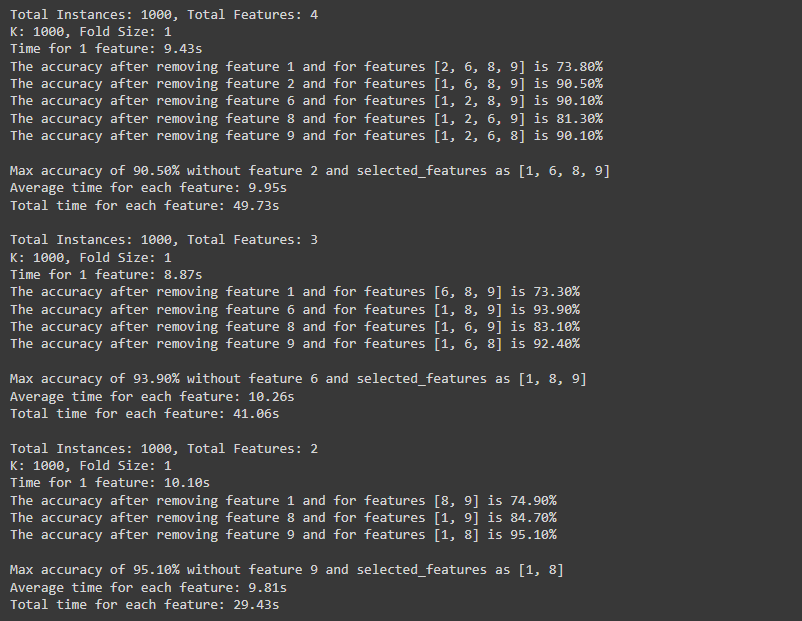 Total Instances: 1000, Total Features: 4
K: 1000, Fold Size: 1
Time for 1 feature: 9.43s
The accuracy after removing feature 1 and for features [2, 6, 8, 9] is 73.80%
The accuracy after removing feature 2 and for features [1, 6, 8, 9] is 90.50%
The accuracy after removing feature 6 and for features [1, 2, 8, 9] is 90.10%
The accuracy after removing feature 8 and for features [1, 2, 6, 9] is 81.30%
The accuracy after removing feature 9 and for features [1, 2, 6, 8] is 90.10%
Max accuracy of 90.50% without feature 2 and selected_features as [1, 6, 8, 9]
Average time for each feature: 9.95s
Total time for each feature: 49.73s
Total Instances: 1000, Total Features: 3
K: 1000, Fold Size: 1
Time for 1 feature: 8.87s
The accuracy after removing feature 1 and for features [6, 8, 9] is 73.30%
The accuracy after removing feature 6 and for features [1, 8, 9] is 93.90%
The accuracy after removing feature 8 and for features [1, 6, 9] is 83.10%
The accuracy after removing feature 9 and for features [1, 6, 8] is 92.40%
Max accuracy of 93.90% without feature 6 and selected_features as [1, 8, 9]
Average time for each feature: 10.26s
Total time for each feature: 41.06s
Total Instances: 1000, Total Features: 2
K: 1000, Fold Size: 1
Time for 1 feature: 10.10s
The accuracy after removing feature 1 and for features [8, 9] is 74.90%
The accuracy after removing feature 8 and for features [1, 9] is 84.70%
The accuracy after removing feature 9 and for features [1, 8] is 95.10%
Max accuracy of 95.10% without feature 9 and selected_features as [1, 8]
Average time for each feature: 9.81s
Total time for each feature: 29.43s